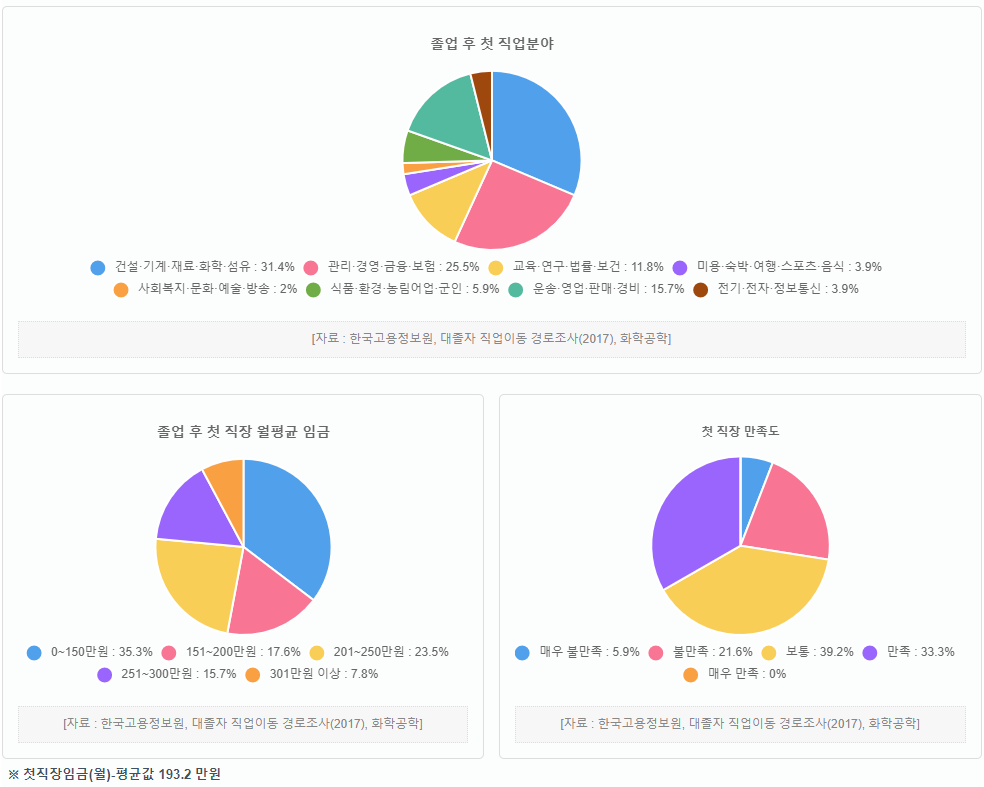 졸업 후 첫 직업분야
건설·기계·재료·화학·섬유 : 31.4% 관리·경영·금융·보험 : 25.5% 교육·연구·법률·보건 : 11.8% 미용·숙박·여행·스포츠·음식 : 3.9%
사회복지·문화·예술·방송 : 2% 식품·환경·농림어업·군인 : 5.9% 운송·영업·판매·경비 : 15.7% 전기·전자·정보통신 : 3.9%
[자료 : 한국고용정보원, 대졸자 직업이동 경로조사(2017), 화학공학]
졸업 후 첫 직장 월평균 임금
0~150만원 : 35.3% 151~200만원 : 17.6% 201~250만원 : 23.5%
251~300만원 : 15.7% 301만원 이상 : 7.8%
[자료 : 한국고용정보원, 대졸자 직업이동 경로조사(2017), 화학공학]
첫 직장 만족도
매우 불만족 : 5.9% 불만족 : 21.6% 보통 : 39.2% 만족 : 33.3%
매우 만족 : 0%
[자료 : 한국고용정보원, 대졸자 직업이동 경로조사(2017), 화학공학]
※ 첫직장임금(월)-평균값 193.2 만원